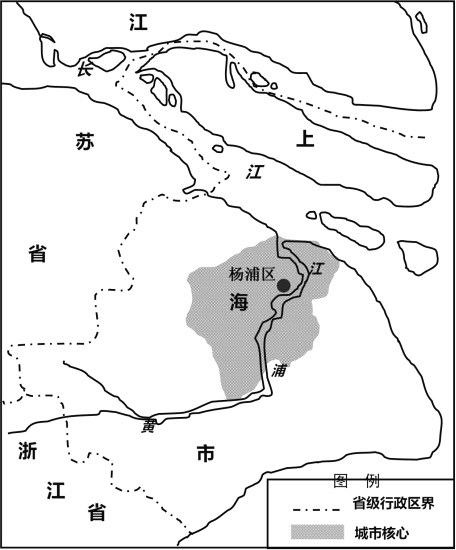 江
长
苏
上
江
省
杨浦区
江
海
浦
黄
浙
市
江
省
图 例
省级行政区界
城市核心